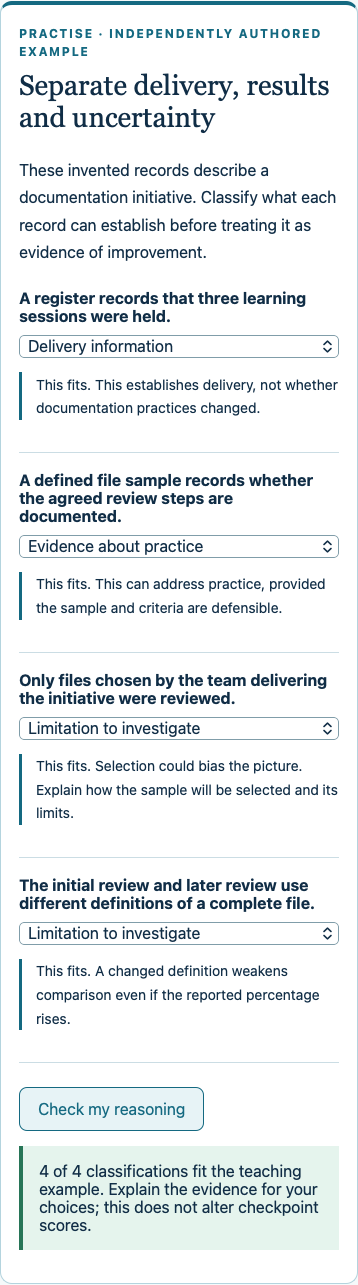 PRACTISE · INDEPENDENTLY AUTHORED
EXAMPLE
Separate delivery, results
and uncertainty
These invented records describe a
documentation initiative. Classify what each
record can establish before treating it as
evidence of improvement.
A register records that three learning
sessions were held.
Delivery information
This fits. This establishes delivery, not whether
documentation practices changed.
A defined file sample records whether
the agreed review steps are
documented.
Evidence about practice
This fits. This can address practice, provided
the sample and criteria are defensible.
Only files chosen by the team delivering
the initiative were reviewed.
Limitation to investigate
This fits. Selection could bias the picture.
Explain how the sample will be selected and its
limits.
The initial review and later review use
different definitions of a complete file.
Limitation to investigate
This fits. A changed definition weakens
comparison even if the reported percentage
rises.
Check my reasoning
4 of 4 classifications fit the teaching
example. Explain the evidence for your
choices; this does not alter checkpoint
scores.